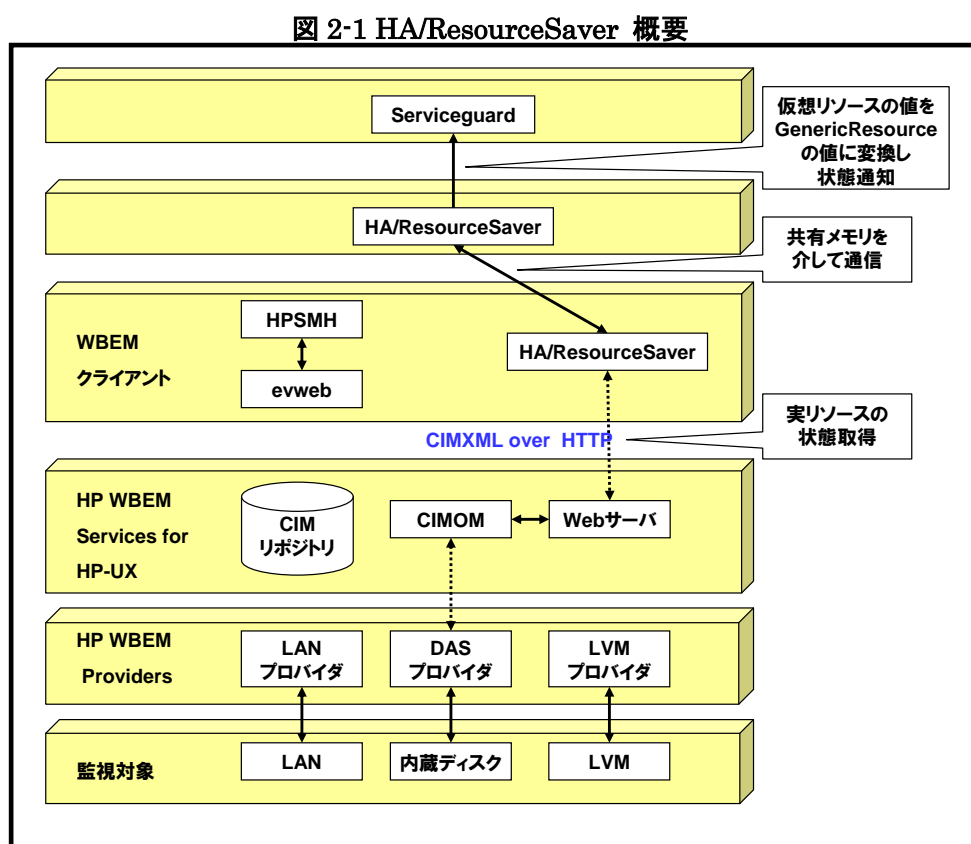 図 2-1 HA/ResourceSaver 概要
Serviceguard
仮想リソースの値を
GenericResource
の値に変換し
状態通知
HA/ResourceSaver
共有メモリを
介して通信
WBEM
クライアント
HPSMH
evweb
HA/ResourceSaver
CIMXML over HTTP
実リソースの
状態取得
HP WBEM
Services for
HP-UX
CIM
リポジトリ
CIMOM
Webサーバ
HP WBEM
Providers
LAN
プロバイダ
DAS
プロバイダ
LVM
プロバイダ
監視対象
LAN
内蔵ディスク
LVM